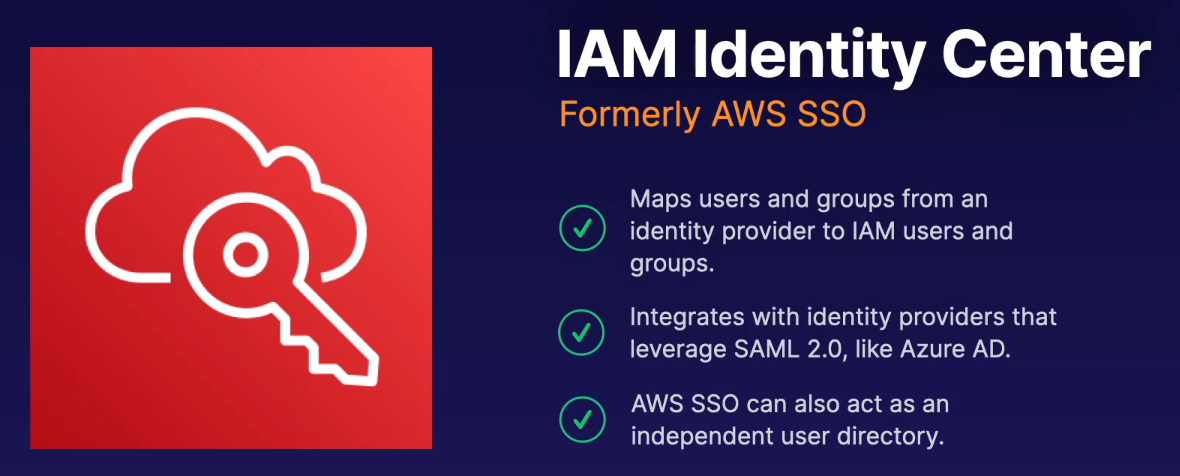 IAM Identity Center
Formerly AWS SSO
Maps users and groups from an
identity provider to IAM users and
groups.
Integrates with identity providers that
leverage SAML 2.0, like Azure AD.
AWS SSO can also act as an
independent user directory.